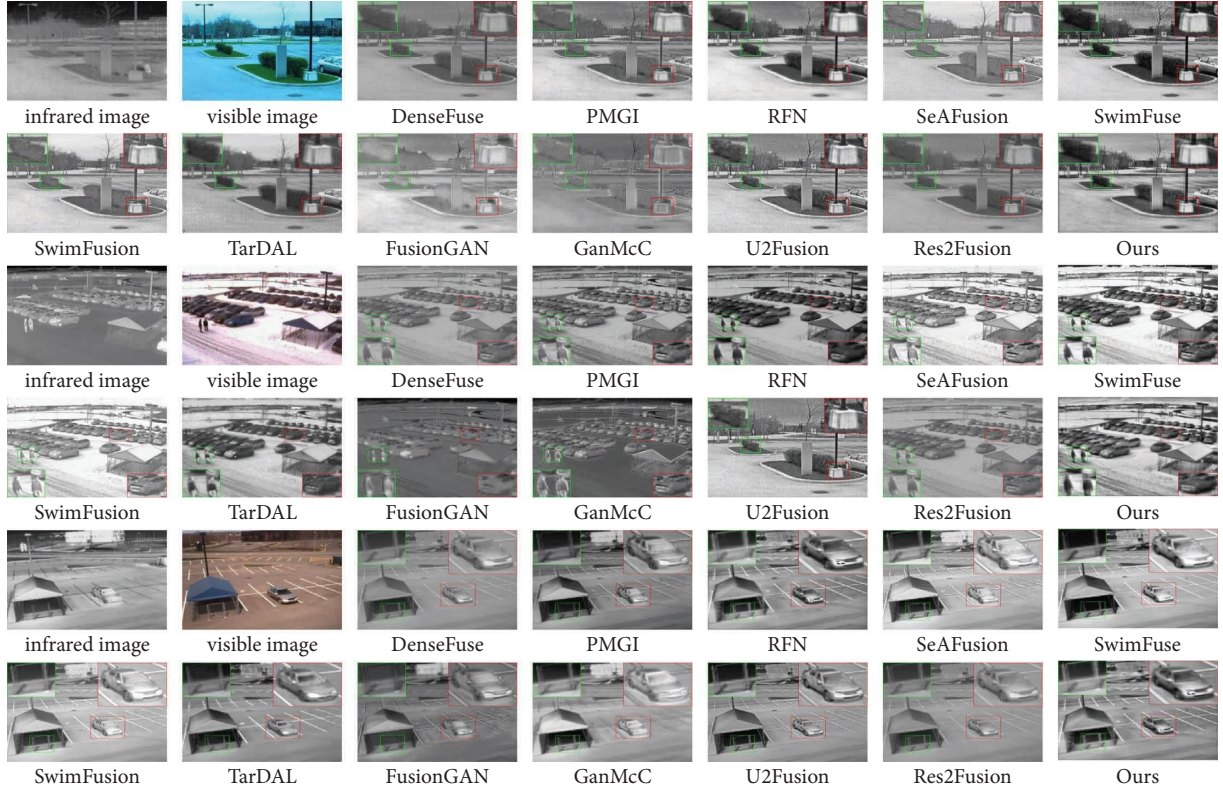 infrared image visible image DenseFuse PMGI RFN SeAFusion SwimFuse
SwimFusion TarDAL FusionGAN GanMcC U2Fusion Res2Fusion Ours
infrared image visible image DenseFuse PMGI RFN SeAFusion SwimFuse
SwimFusion TarDAL FusionGAN GanMcC U2Fusion Res2Fusion Ours
infrared image visible image DenseFuse PMGI RFN SeAFusion SwimFuse
SwimFusion TarDAL FusionGAN GanMcC U2Fusion Res2Fusion Ours